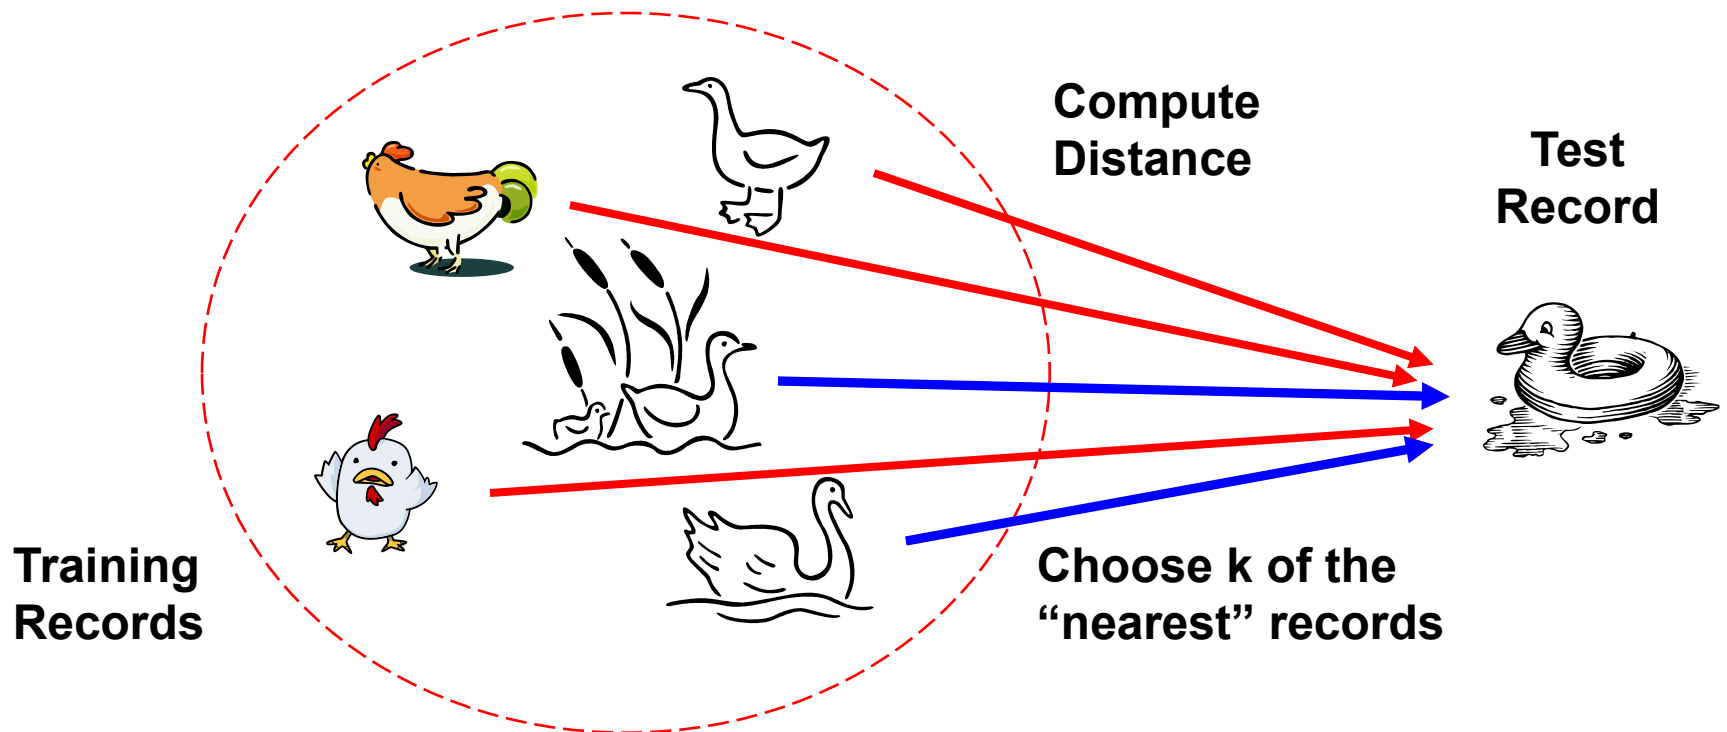 Compute
Distance
Test
Record
Training
Records
Choose k of the
“nearest” records